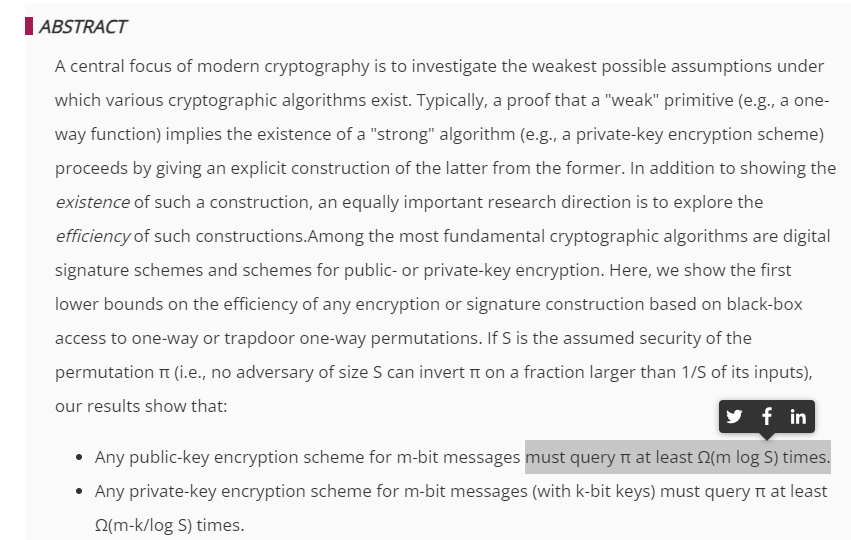 ABSTRACT
A central focus of modern cryptography is to investigate the weakest possible assumptions under
which various cryptographic algorithms exist. Typically, a proof that a "weak" primitive (e.g., a one-
way function) implies the existence of a "strong" algorithm (e.g., a private-key encryption scheme)
proceeds by giving an explicit construction of the latter from the former. In addition to showing the
existence of such a construction, an equally important research direction is to explore the
efficiency of such constructions.Among the most fundamental cryptographic algorithms are digital
signature schemes and schemes for public- or private-key encryption. Here, we show the first
lower bounds on the efficiency of any encryption or signature construction based on black-box
access to one-way or trapdoor one-way permutations. If S is the assumed security of the
permutation π (i.e., no adversary of size S can invert π on a fraction larger than 1/S of its inputs),
our results show that:
• Any public-key encryption scheme for m-bit messages must query π at least Ω(m log S) times.
• Any private-key encryption scheme for m-bit messages (with k-bit keys) must query π at least
Ω(m-k/log S) times.